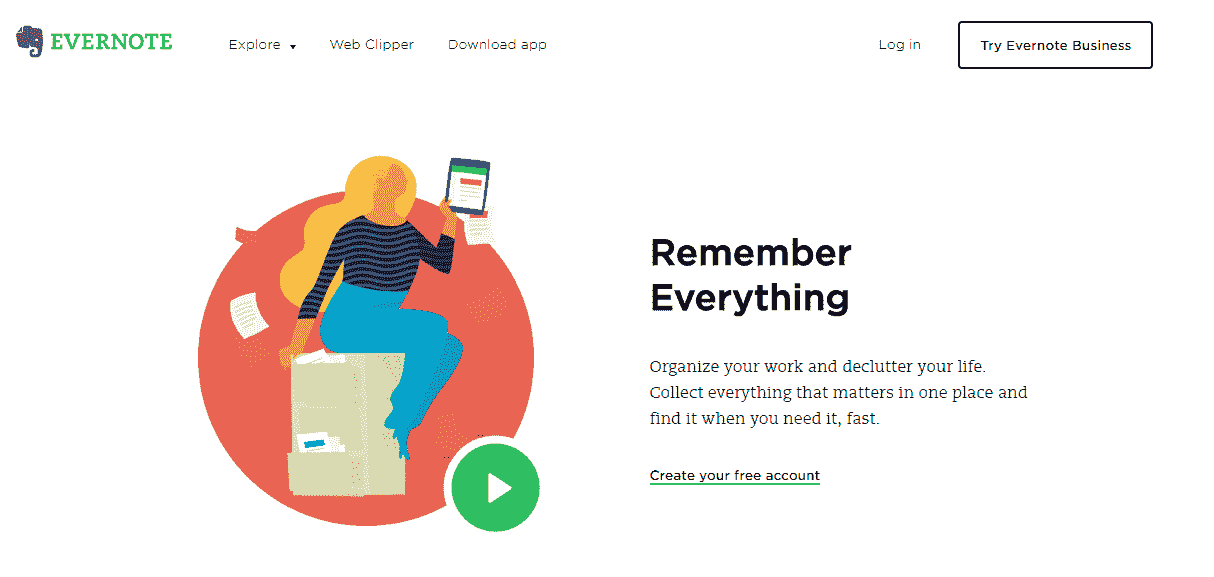 EVERNOTE
Explore
Web Clipper
Download app
Log in
Try Evernote Business
Remember
Everything
Organize your work and declutter your life.
Collect everything that matters in one place and
find it when you need it, fast.
Create your free account